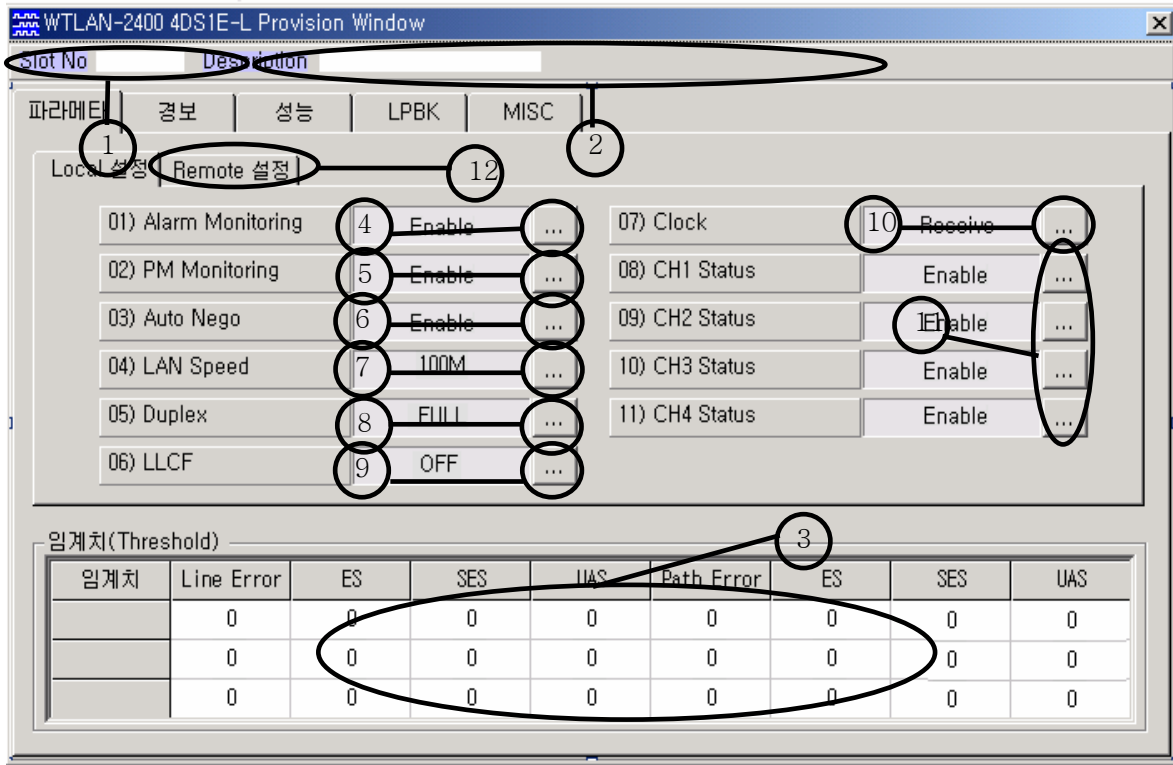 WTLAN-2400 4DS1E-L Provision Window
Slot No Description
파라메타 경보 성능 LPBK MISC
1 2
Local 설정 Remote 설정 12
01) Alarm Monitoring 4 Enable ... 07) Clock 10 Receive ...
02) PM Monitoring 5 Enable ... 08) CH1 Status Enable ...
03) Auto Nego 6 Enable ... 09) CH2 Status 11 Enable ...
04) LAN Speed 7 100M ... 10) CH3 Status Enable ...
05) Duplex 8 FULL ... 11) CH4 Status Enable ...
06) LLCF 9 OFF ...
임계치(Threshold) 3
임계치 Line Error ES SES UAS Path Error ES SES UAS
0 0 0 0 0 0 0 0
0 0 0 0 0 0 0 0
0 0 0 0 0 0 0 0